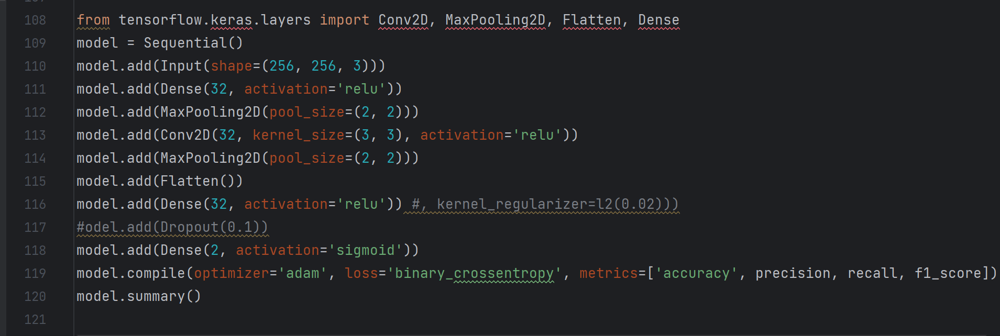 108 from tensorflow.keras.layers import Conv2D, MaxPooling2D, Flatten, Dense
109 model = Sequential()
110 model.add(Input(shape=(256, 256, 3)))
111 model.add(Dense(32, activation='relu'))
112 model.add(MaxPooling2D(pool_size=(2, 2)))
113 model.add(Conv2D(32, kernel_size=(3, 3), activation='relu'))
114 model.add(MaxPooling2D(pool_size=(2, 2)))
115 model.add(Flatten())
116 model.add(Dense(32, activation='relu')) #, kernel_regularizer=l2(0.02)))
117 #odel.add(Dropout(0.1))
118 model.add(Dense(2, activation='sigmoid'))
119 model.compile(optimizer='adam', loss='binary_crossentropy', metrics=['accuracy', precision, recall, f1_score])
120 model.summary()
121